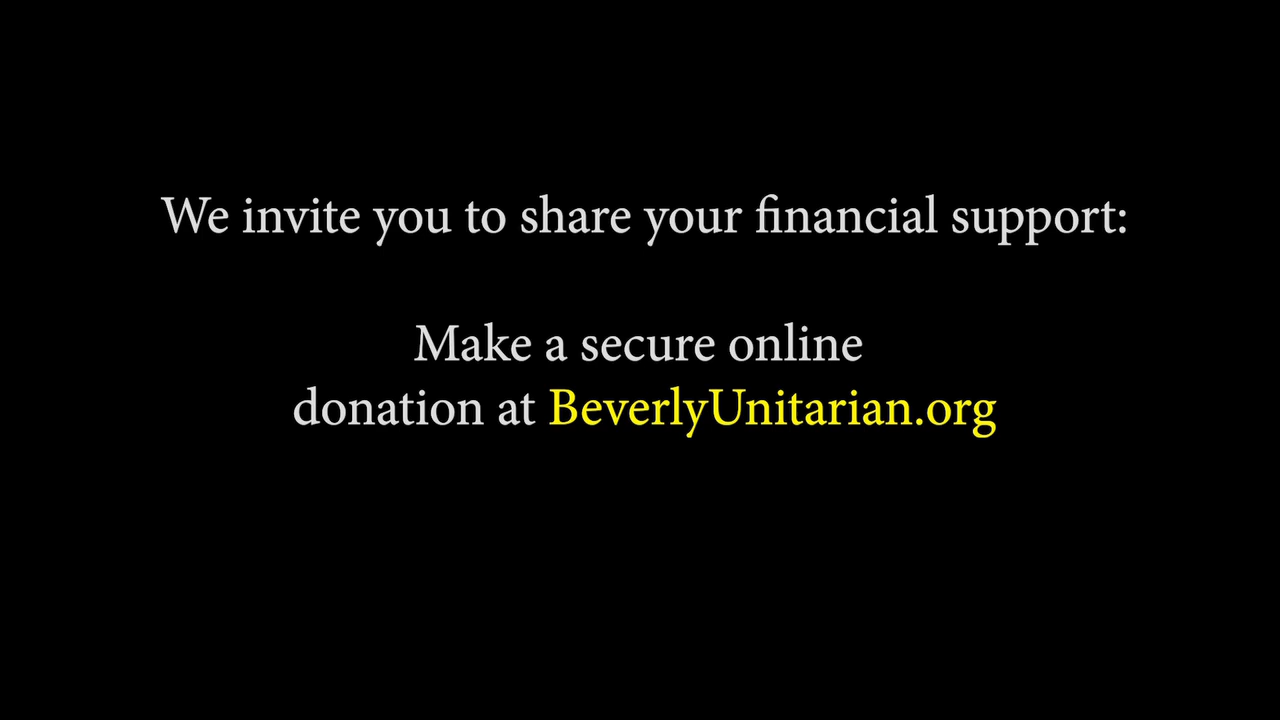 We invite you to share your financial support:
Make a secure online
donation at BeverlyUnitarian.org